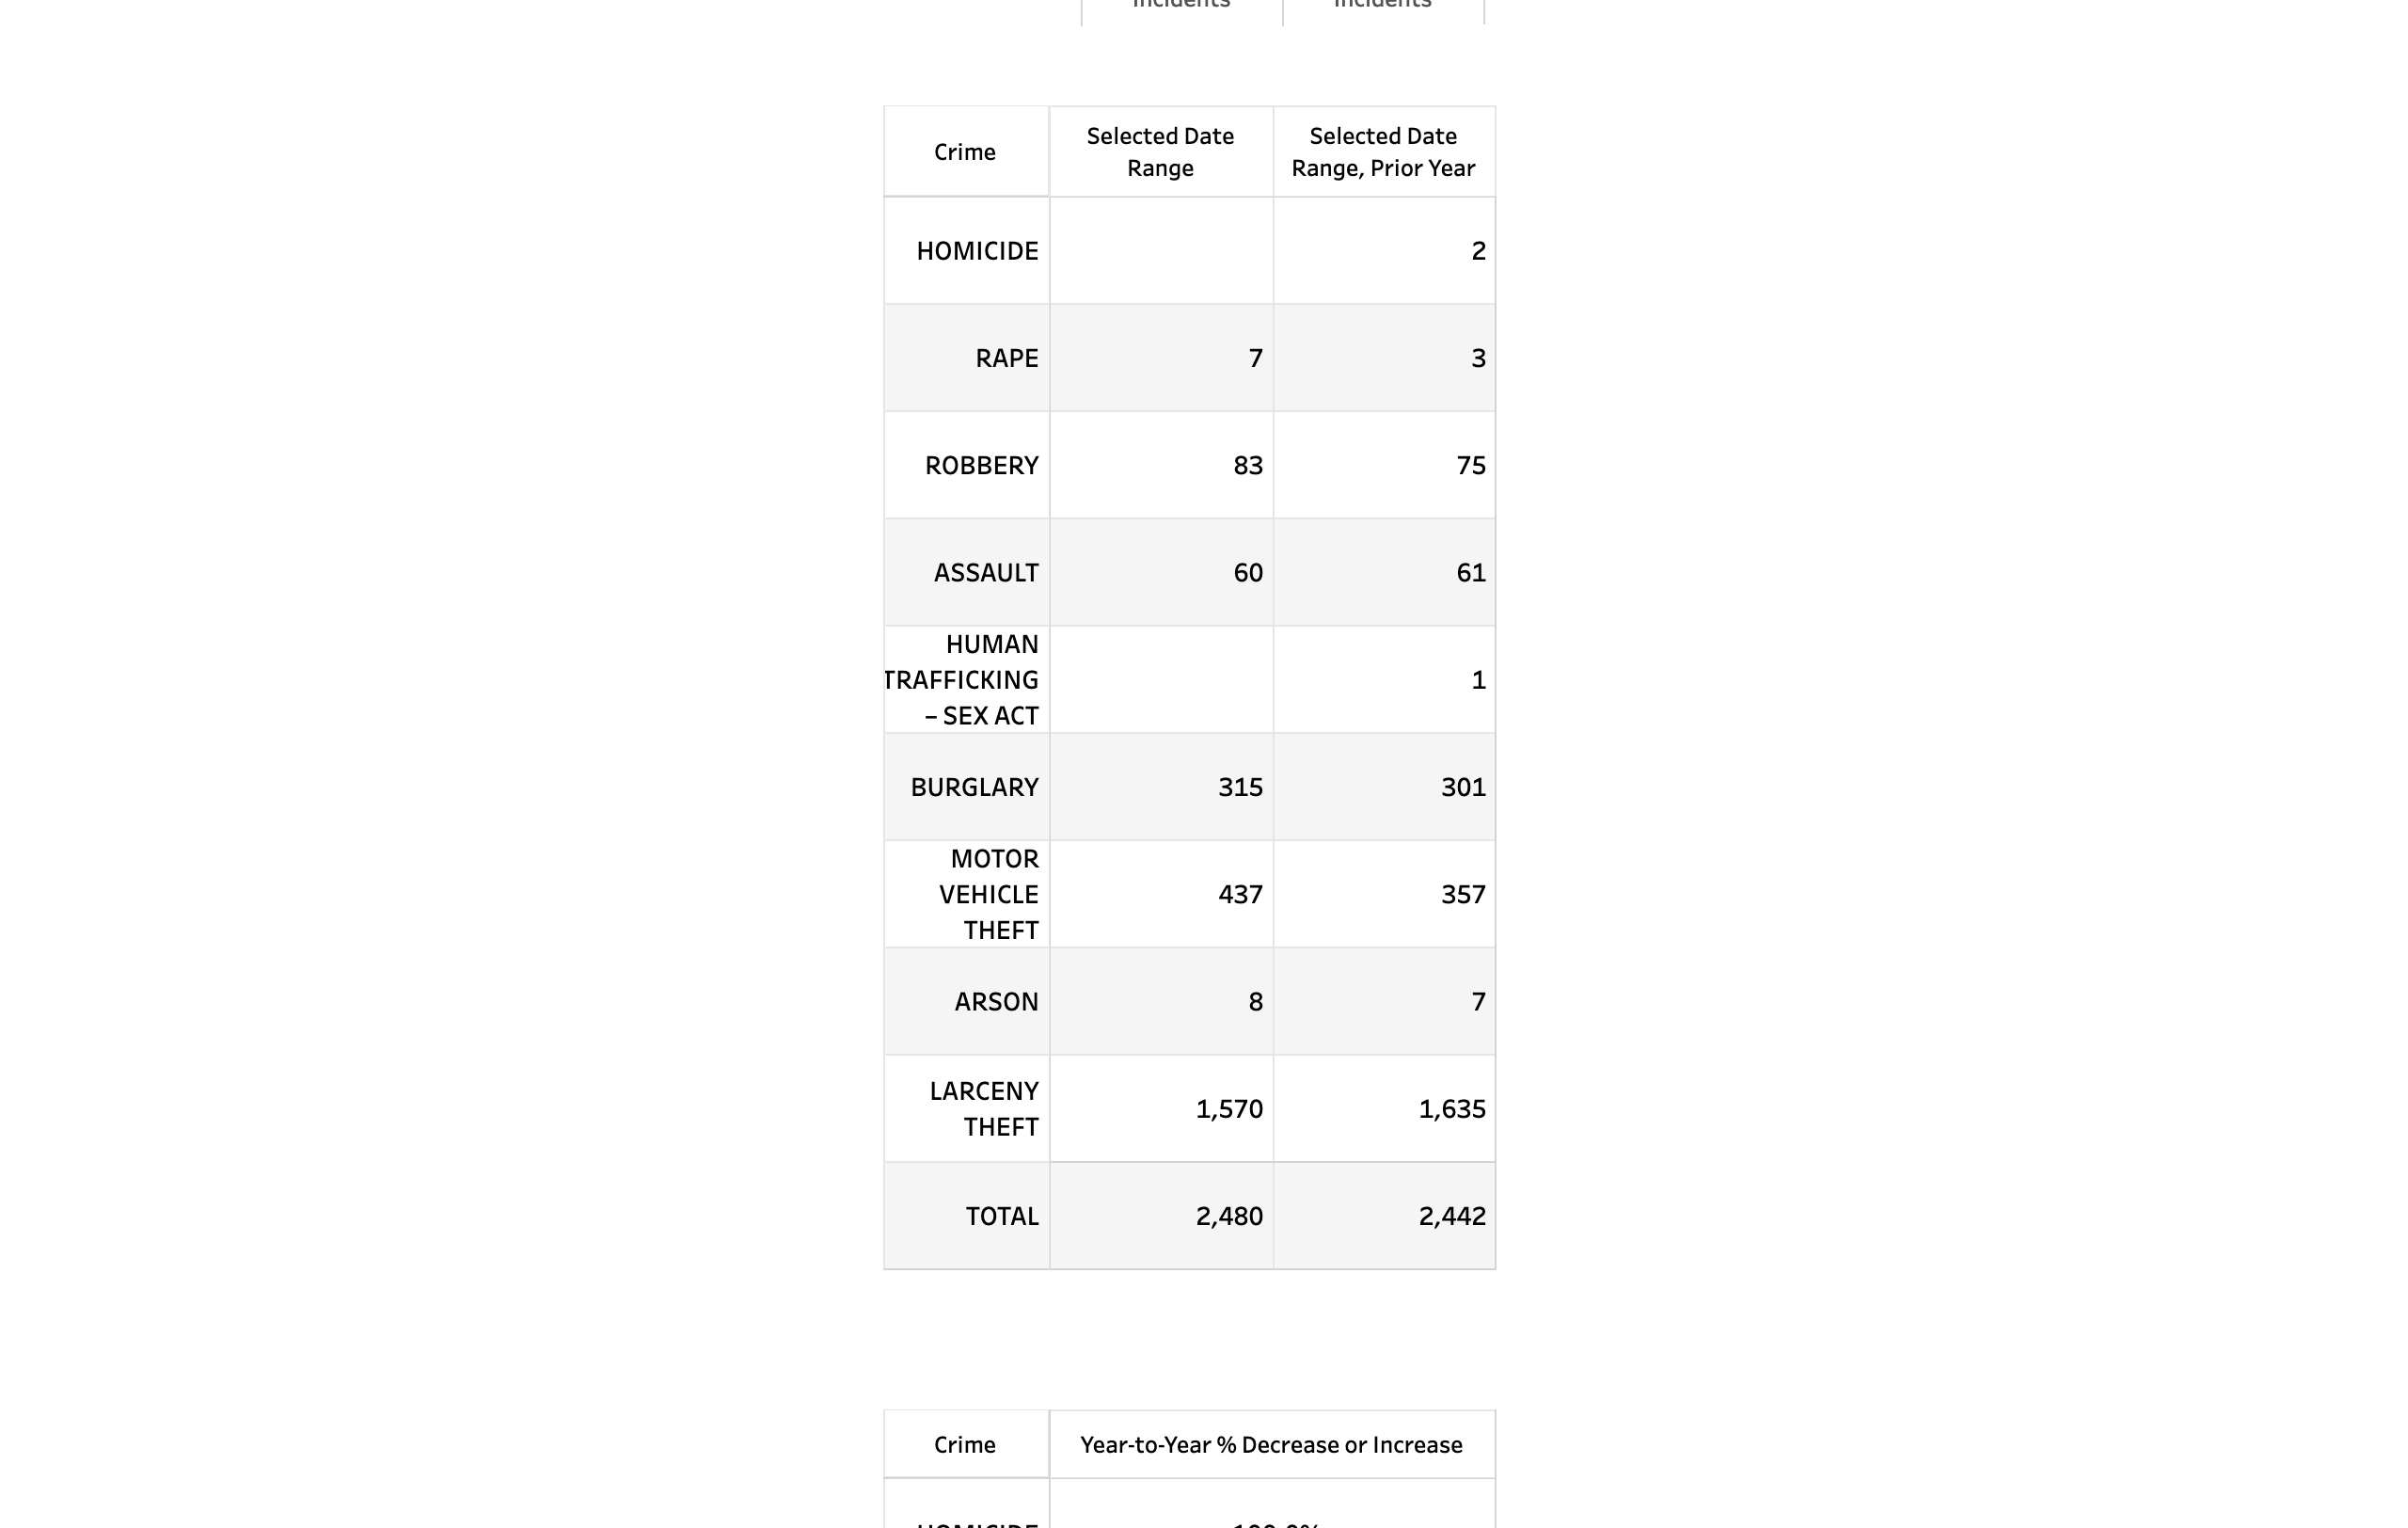 Incidents Incidents
Crime
Selected Date
Range
Selected Date
Range, Prior Year
HOMICIDE 2
RAPE 7 3
ROBBERY 83 75
ASSAULT 60 61
HUMAN
TRAFFICKING
– SEX ACT
1
BURGLARY 315 301
MOTOR
VEHICLE
THEFT
437 357
ARSON 8 7
LARCENY
THEFT
1,570 1,635
TOTAL 2,480 2,442
Crime Year-to-Year % Decrease or Increase
HOMICIDE